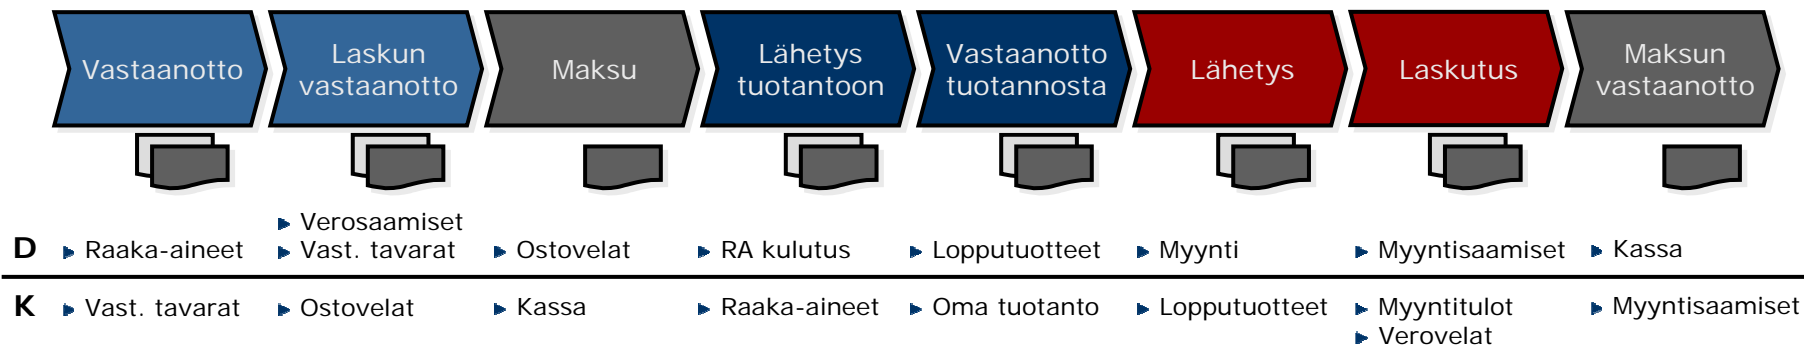 Vastaanotto
Laskun
vastaanotto
Maksu
Lähetys
tuotantoon
Vastaanotto
tuotannosta
Lähetys
Laskutus
Maksun
vastaanotto
D
Raaka-aineet
Verosaamiset
Vast. tavarat
Ostovelat
RA kulutus
Lopputuotteet
Myynti
Myyntisaamiset
Kassa
K
Vast. tavarat
Ostovelat
Kassa
Raaka-aineet
Oma tuotanto
Lopputuotteet
Myyntitulot
Verovelat
Myyntisaamiset